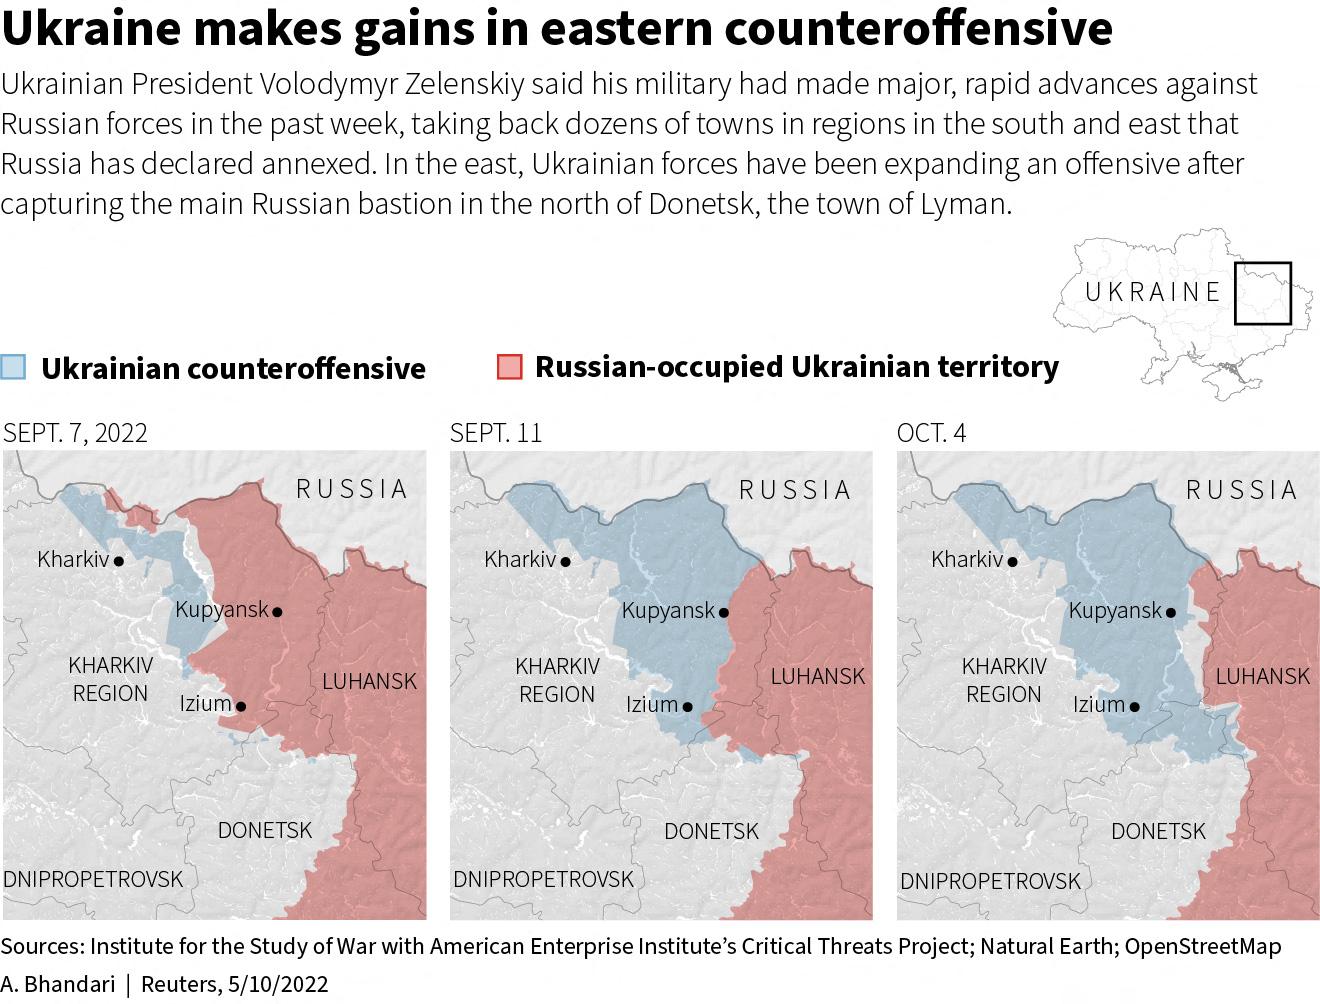 Ukraine makes gains in eastern counteroffensive
Ukrainian President Volodymyr Zelenskiy said his military had made major, rapid advances against
Russian forces in the past week, taking back dozens of towns in regions in the south and east that
Russia has declared annexed. In the east, Ukrainian forces have been expanding an offensive after
capturing the main Russian bastion in the north of Donetsk, the town of Lyman.
UKRAINE
Ukrainian counteroffensive
Russian-occupied Ukrainian territory
SEPT. 7, 2022
RUSSIA
Kharkiv
Kupyansk
KHARKIV
REGION
LUHANSK
Izium
DONETSK
DNIPROPETROVSK
SEPT. 11
RUSSIA
Kharkiv
Kupyansk
KHARKIV
REGION
LUHANSK
Izium
DONETSK
DNIPROPETROVSK
OCT. 4
RUSSIA
Kharkiv
Kupyansk
KHARKIV
REGION
LUHANSK
Izium
DONETSK
DNIPROPETROVSK
Sources: Institute for the Study of War with American Enterprise Institute’s Critical Threats Project; Natural Earth; OpenStreetMap
A. Bhandari | Reuters, 5/10/2022